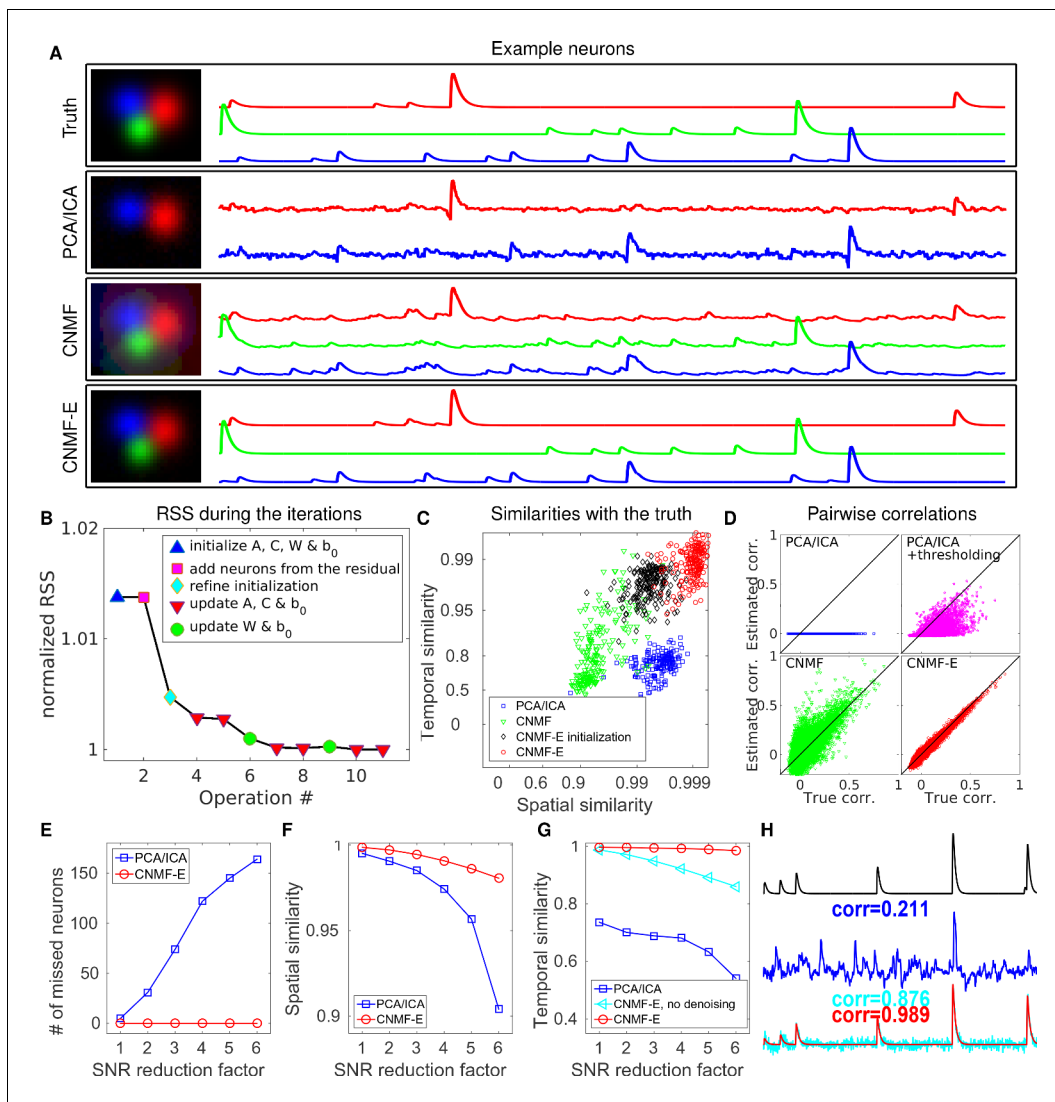 A
Example neurons
Truth
PCA/ICA
CNMF
CNMF-E
B
RSS during the iterations
1.02
1.01
1
normalized RSS
initialize A, C, W & b0
add neurons from the residual
refine initialization
update A, C & b0
update W & b0
2 4 6 8 10
Operation #
C
Similarities with the truth
Temporal similarity
0.99
0.95
0.8
0.5
0
PCA/ICA
CNMF
CNMF-E initialization
CNMF-E
0 0.6 0.9 0.99 0.999
Spatial similarity
D
Pairwise correlations
Estimated corr.
1
0.5
0
PCA/ICA
PCA/ICA
+thresholding
Estimated corr.
1
0.5
0
CNMF
CNMF-E
0 0.5 1
0 0.5 1
True corr.
True corr.
E
# of missed neurons
150
100
50
0
PCA/ICA
CNMF-E
1 2 3 4 5 6
SNR reduction factor
F
Spatial similarity
1
0.95
0.9
PCA/ICA
CNMF-E
1 2 3 4 5 6
SNR reduction factor
G
Temporal similarity
1
0.8
0.6
0.4
PCA/ICA
CNMF-E, no denoising
CNMF-E
1 2 3 4 5 6
SNR reduction factor
H
corr=0.211
corr=0.876
corr=0.989